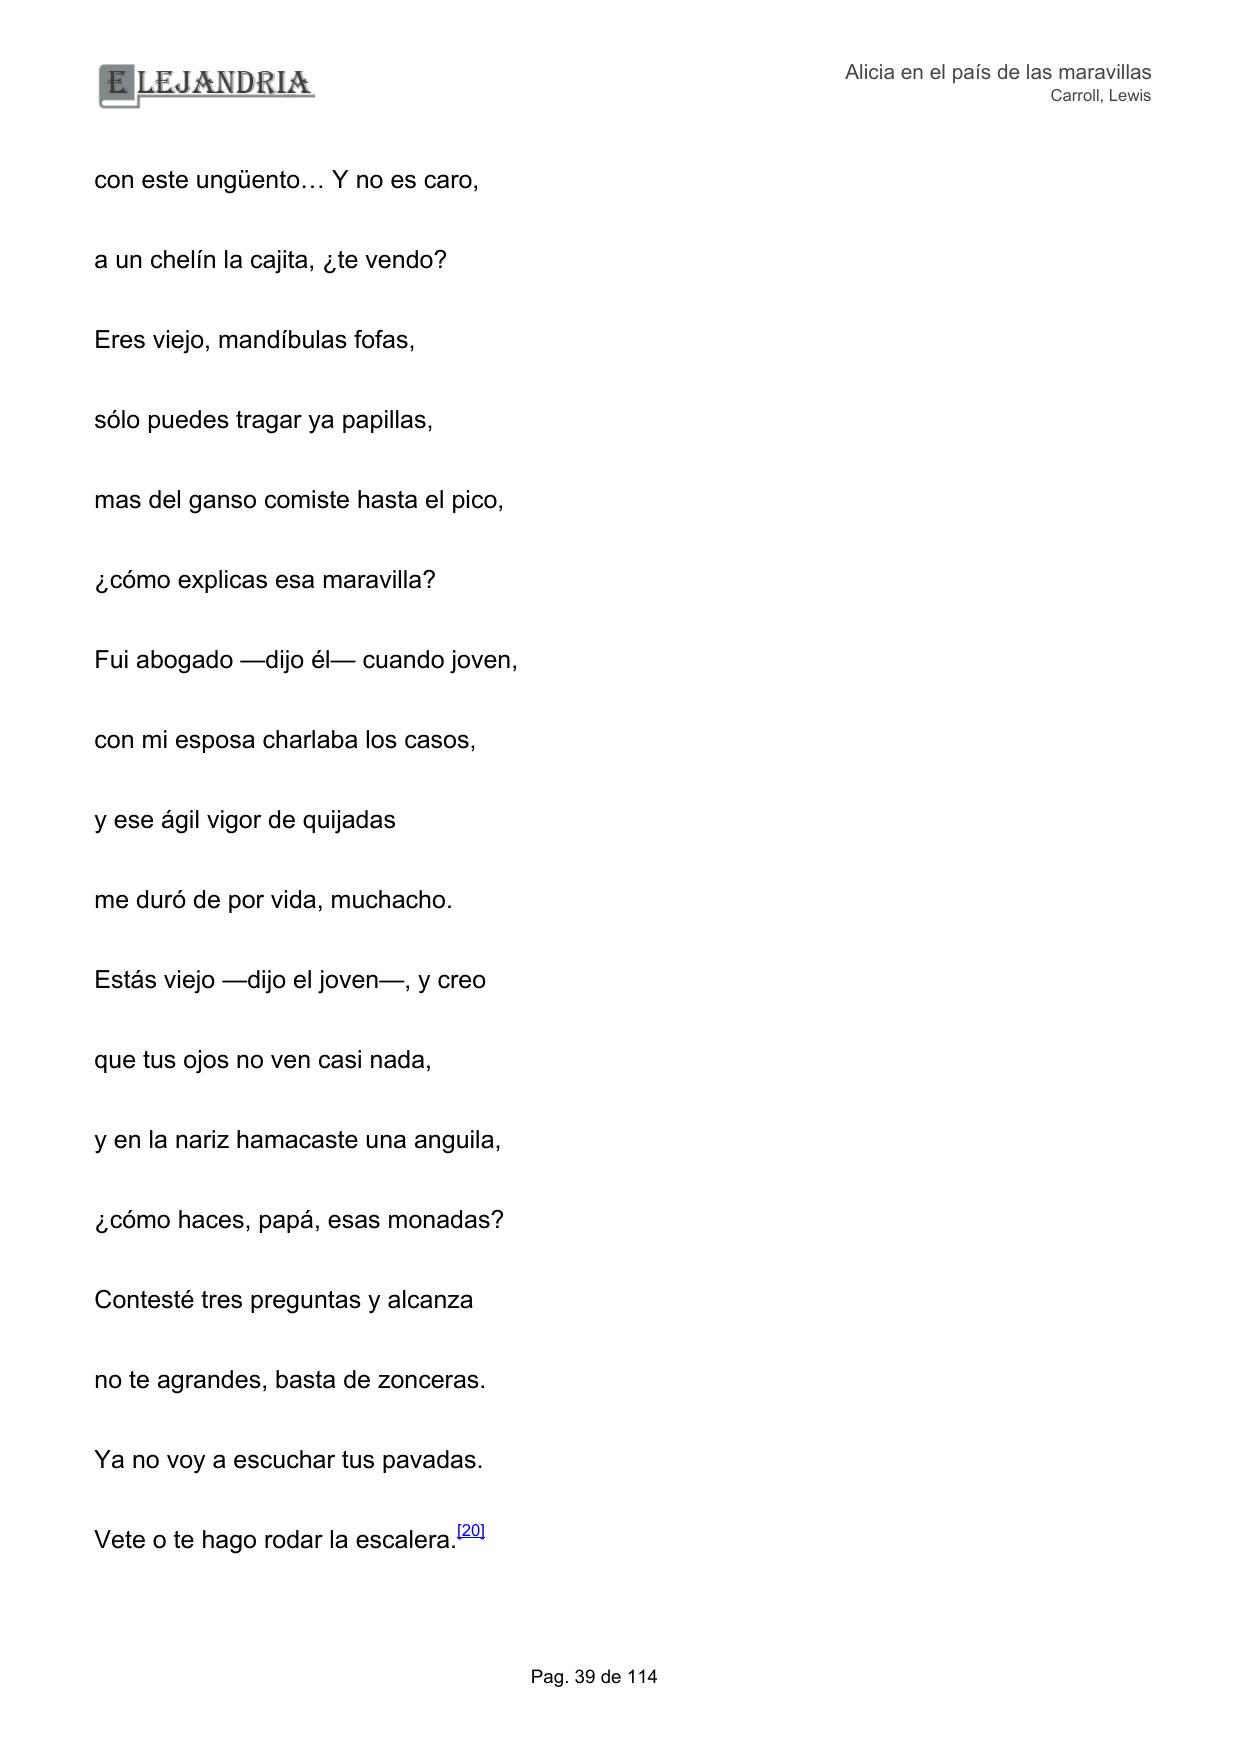 ELEJANDRIA
Alicia en el país de las maravillas
Carroll, Lewis
con este ungüento… Y no es caro,
a un chelín la cajita, ¿te vendo?
Eres viejo, mandíbulas fofas,
sólo puedes tragar ya papillas,
mas del ganso comiste hasta el pico,
¿cómo explicas esa maravilla?
Fui abogado —dijo él— cuando joven,
con mi esposa charlaba los casos,
y ese ágil vigor de quijadas
me duró de por vida, muchacho.
Estás viejo —dijo el joven—, y creo
que tus ojos no ven casi nada,
y en la nariz hamacaste una anguila,
¿cómo haces, papá, esas monadas?
Contesté tres preguntas y alcanza
no te agrandes, basta de zonceras.
Ya no voy a escuchar tus pavadas.
Vete o te hago rodar la escalera.[20]
Pag. 39 de 114